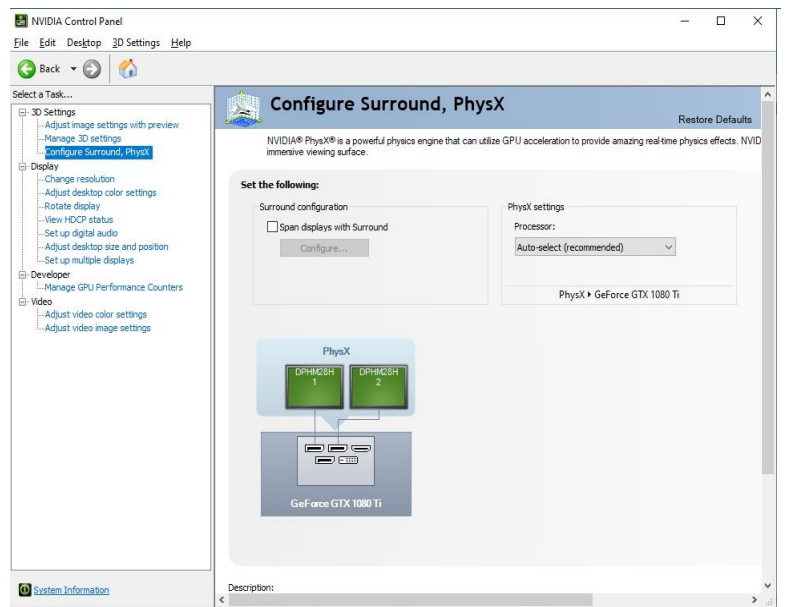 NVIDIA Control Panel
File Edit Desktop 3D Settings Help
Back
Select a Task...
3D Settings
Adjust image settings with preview
Manage 3D settings
Configure Surround, PhysX
Display
Change resolution
Adjust desktop color settings
Rotate display
View HDCP status
Set up digital audio
Adjust desktop size and position
Set up multiple displays
Developer
Manage GPU Performance Counters
Video
Adjust video color settings
Adjust video image settings
System Information
Configure Surround, PhysX
Restore Defaults
NVIDIA® PhysX® is a powerful physics engine that can utilize GPU acceleration to provide amazing real-time physics effects. NVID
immersive viewing surface.
Set the following:
Surround configuration
Span displays with Surround
Configure...
PhysX settings
Processor:
Auto-select (recommended)
PhysX ▸ GeForce GTX 1080 Ti
PhysX
DPHM28H
1
DPHM28H
2
GeForce GTX 1080 Ti
Description: